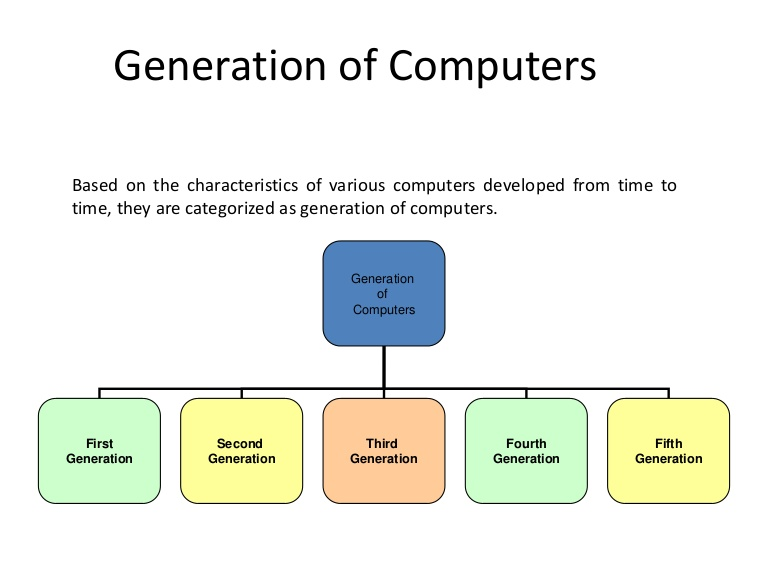 Generation of Computers
Based on the characteristics of various computers developed from time to
time, they are categorized as generation of computers.
Generation
of
Computers
First
Generation
Second
Generation
Third
Generation
Fourth
Generation
Fifth
Generation